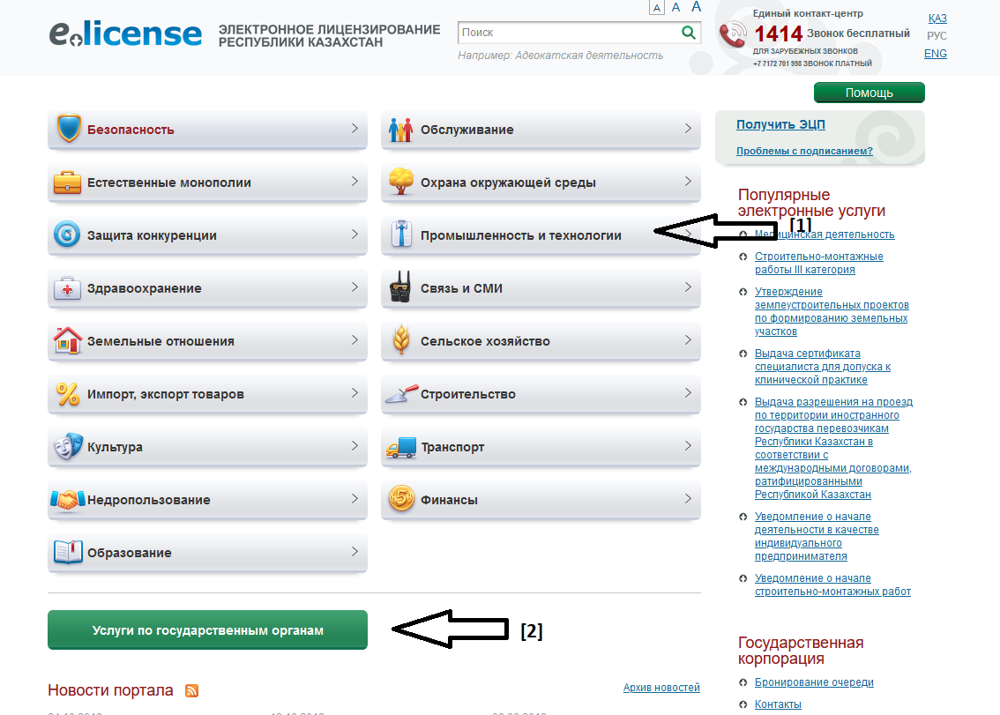 e.license
ЭЛЕКТРОННОЕ ЛИЦЕНЗИРОВАНИЕ
РЕСПУБЛИКИ КАЗАХСТАН
A A A
Поиск
Например: Адвокатская деятельность
Единый контакт-центр
1414 Звонок бесплатный
ДЛЯ ЗАРУБЕЖНЫХ ЗВОНКОВ
+7 7172 701 998 ЗВОНОК ПЛАТНЫЙ
ҚАЗ
РУС
ENG
Помощь
Безопасность
Обслуживание
Естественные монополии
Охрана окружающей среды
Защита конкуренции
Промышленность и технологии
[1]
Здравоохранение
Связь и СМИ
Земельные отношения
Сельское хозяйство
Импорт, экспорт товаров
Строительство
Культура
Транспорт
Недропользование
Финансы
Образование
Услуги по государственным органам
[2]
Новости портала
Архив новостей
Получить ЭЦП
Проблемы с подписанием?
Популярные
электронные услуги
Медицинская деятельность
Строительно-монтажные
работы III категория
Утверждение
землеустроительных проектов
по формированию земельных
участков
Выдача сертификата
специалиста для допуска к
клинической практике
Выдача разрешения на проезд
по территории иностранного
государства перевозчикам
Республики Казахстан в
соответствии с
международными договорами,
ратифицированными
Республикой Казахстан
Уведомление о начале
деятельности в качестве
индивидуального
предпринимателя
Уведомление о начале
строительно-монтажных работ
Государственная
корпорация
Бронирование очереди
Контакты